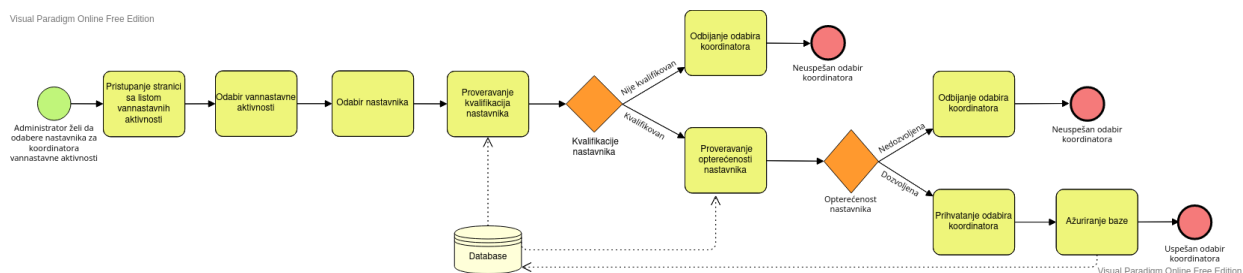 Visual Paradigm Online Free Edition
Administrator želi da
odabere nastavnika za
koordinatora
vannastavne aktivnosti
Pristupanje stranici
sa listom
vannastavnih
aktivnosti
Odabir vannastavne
aktivnosti
Odabir nastavnika
Proveravanje
kvalifikacija
nastavnika
Kvalifikacije
nastavnika
Nije kvalifikovan
Kvalifikovan
Odbijanje odabira
koordinatora
Neuspešan odabir
koordinatora
Proveravanje
opterećenosti
nastavnika
Opterećenost
nastavnika
Nedozvoljena
Dozvoljena
Odbijanje odabira
koordinatora
Neuspešan odabir
koordinatora
Prihvatanje odabira
koordinatora
Ažuriranje baze
Uspešan odabir
koordinatora
Database
Visual Paradigm Online Free Edition